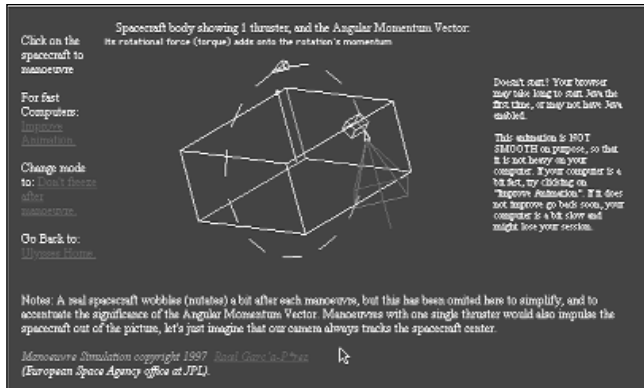 Spacecraft body showing 1 thruster, and the Angular Momentum Vector:
Its rotational force (torque) adds onto the rotation's momentum
Click on the
spacecraft to
manoeuvre
For fast
Computers:
Improve
Animation.
Change mode
to: Don't freeze
after
manoeuvre.
Go Back to:
Ulysses Home.
Doesn't start? Your browser
may take long to start Java the
first time, or may not have Java
enabled.
This animation is NOT
SMOOTH on purpose, so that
it is not heavy on your
computer. If your computer is a
bit fast, try clicking on
"Improve Animation". If it does
not improve go back soon, your
computer is a bit slow and
might lose your session.
Notes: A real spacecraft wobbles (nutates) a bit after each manoeuvre, but this has been omited here to simplify, and to
accentuate the significance of the Angular Momentum Vector. Manoeuvres with one single thruster would also impulse the
spacecraft out of the picture, let's just imagine that our camera always tracks the spacecraft center.
Manoeuvre Simulation copyright 1997
(European Space Agency office at JPL).